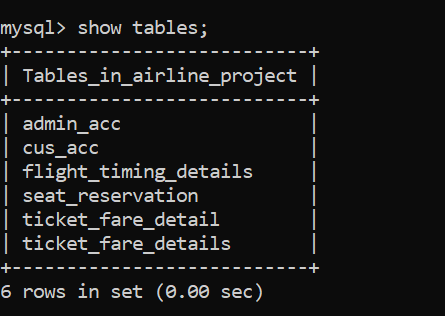 mysql> show tables;
+---------------------------+
| Tables_in_airline_project |
+---------------------------+
| admin_acc                 |
| cus_acc                   |
| flight_timing_details     |
| seat_reservation          |
| ticket_fare_detail        |
| ticket_fare_details       |
+---------------------------+
6 rows in set (0.00 sec)